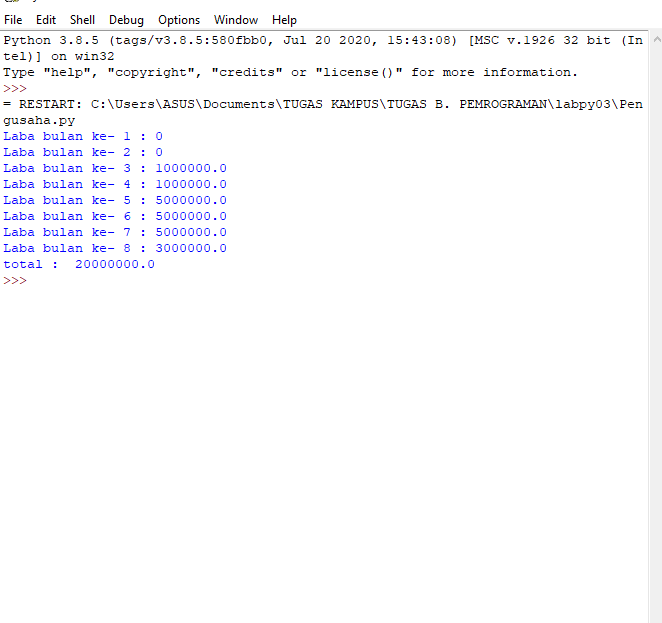 File Edit Shell Debug Options Window Help
Python 3.8.5 (tags/v3.8.5:580fbb0, Jul 20 2020, 15:43:08) [MSC v.1926 32 bit (In
tel)] on win32
Type "help", "copyright", "credits" or "license()" for more information.
>>>
= RESTART: C:\Users\ASUS\Documents\TUGAS KAMPUS\TUGAS B. PEMROGRAMAN\labpy03\Pen
gusaha.py
Laba bulan ke- 1 : 0
Laba bulan ke- 2 : 0
Laba bulan ke- 3 : 1000000.0
Laba bulan ke- 4 : 1000000.0
Laba bulan ke- 5 : 5000000.0
Laba bulan ke- 6 : 5000000.0
Laba bulan ke- 7 : 5000000.0
Laba bulan ke- 8 : 3000000.0
total :  20000000.0
>>>